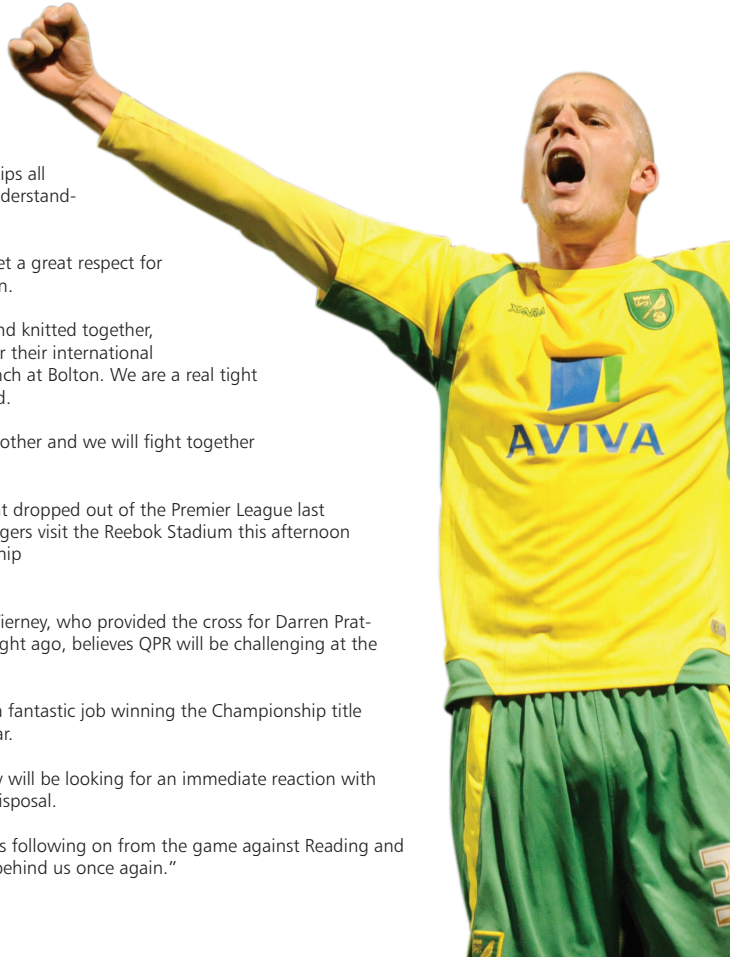 ips all
derstand-
et a great respect for
n.
nd knitted together,
r their international
nch at Bolton. We are a real tight
d.
other and we will fight together
t dropped out of the Premier League last
gers visit the Reebok Stadium this afternoon
hip
Tierney, who provided the cross for Darren Prat-
ght ago, believes QPR will be challenging at the
a fantastic job winning the Championship title
ar.
y will be looking for an immediate reaction with
isposal.
s following on from the game against Reading and
behind us once again.”
AVIVA